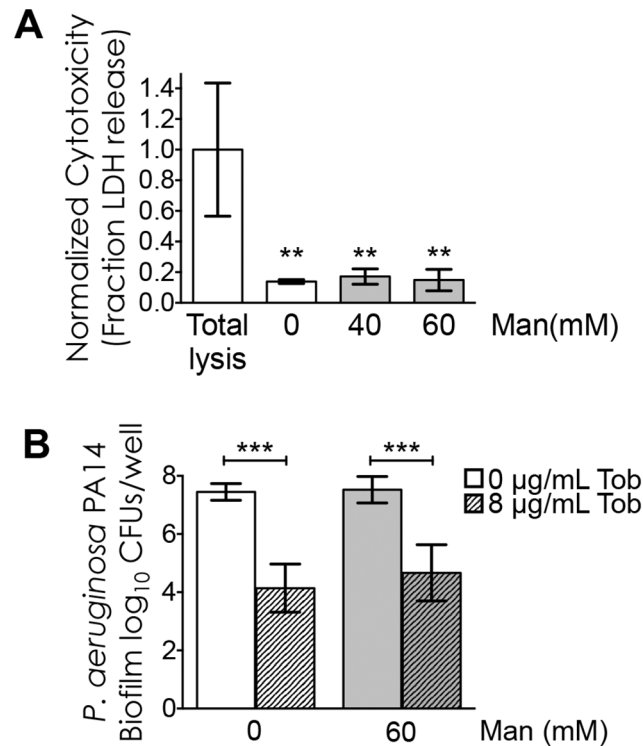 A
Normalized Cytotoxicity
(Fraction LDH release)
1.4
1.2
1.0
0.8
0.6
0.4
0.2
0.0
** ** **
Total lysis 0 40 60 Man(mM)
B
P. aeruginosa PA14
Biofilm log10 CFUs/well
8
6
4
2
0
*** ***
0 µg/mL Tob
8 µg/mL Tob
0 60 Man (mM)